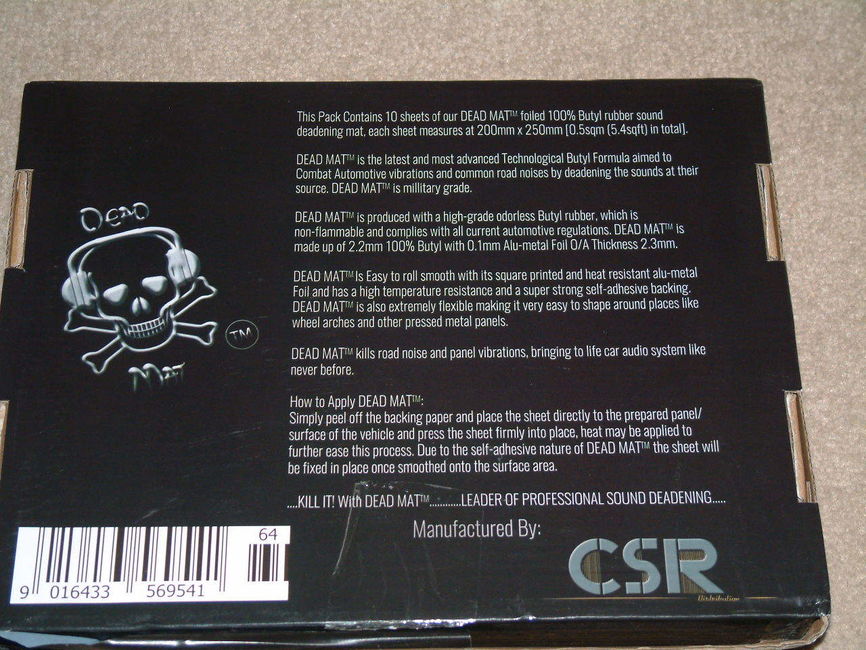 This Pack Contains 10 sheets of our DEAD MAT™ foiled 100% Butyl rubber sound
deadening mat, each sheet measures at 200mm x 250mm [0.5sqm (5.4sqft) in total].
DEAD MAT™ is the latest and most advanced Technological Butyl Formula aimed to
Combat Automotive vibrations and common road noises by deadening the sounds at their
source. DEAD MAT™ is millitary grade.
DEAD MAT™ is produced with a high-grade odorless Butyl rubber, which is
non-flammable and complies with all current automotive regulations. DEAD MAT™ is
made up of 2.2mm 100% Butyl with 0.1mm Alu-metal Foil O/A Thickness 2.3mm.
DEAD MAT™ Is Easy to roll smooth with its square printed and heat resistant alu-metal
Foil and has a high temperature resistance and a super strong self-adhesive backing.
DEAD MAT™ is also extremely flexible making it very easy to shape around places like
wheel arches and other pressed metal panels.
DEAD MAT™ kills road noise and panel vibrations, bringing to life car audio system like
never before.
How to Apply DEAD MAT™:
Simply peel off the backing paper and place the sheet directly to the prepared panel/
surface of the vehicle and press the sheet firmly into place, heat may be applied to
further ease this process. Due to the self-adhesive nature of DEAD MAT™ the sheet will
be fixed in place once smoothed onto the surface area.
....KILL IT! With DEAD MAT™............LEADER OF PROFESSIONAL SOUND DEADENING.....
Manufactured By:
CSR
Distribution
DEAD
MAT
TM
64
9 016433 569541